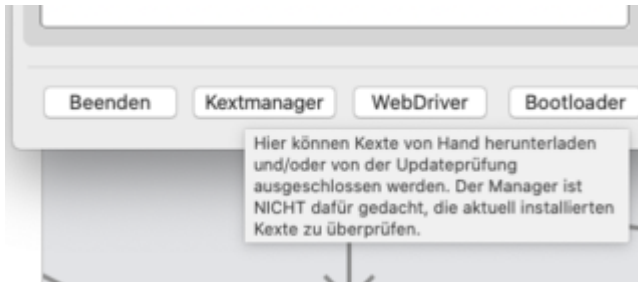 Beenden Kextmanager WebDriver Bootloader
Hier können Kexte von Hand herunterladen
und/oder von der Updateprüfung
ausgeschlossen werden. Der Manager ist
NICHT dafür gedacht, die aktuell installierten
Kexte zu überprüfen.